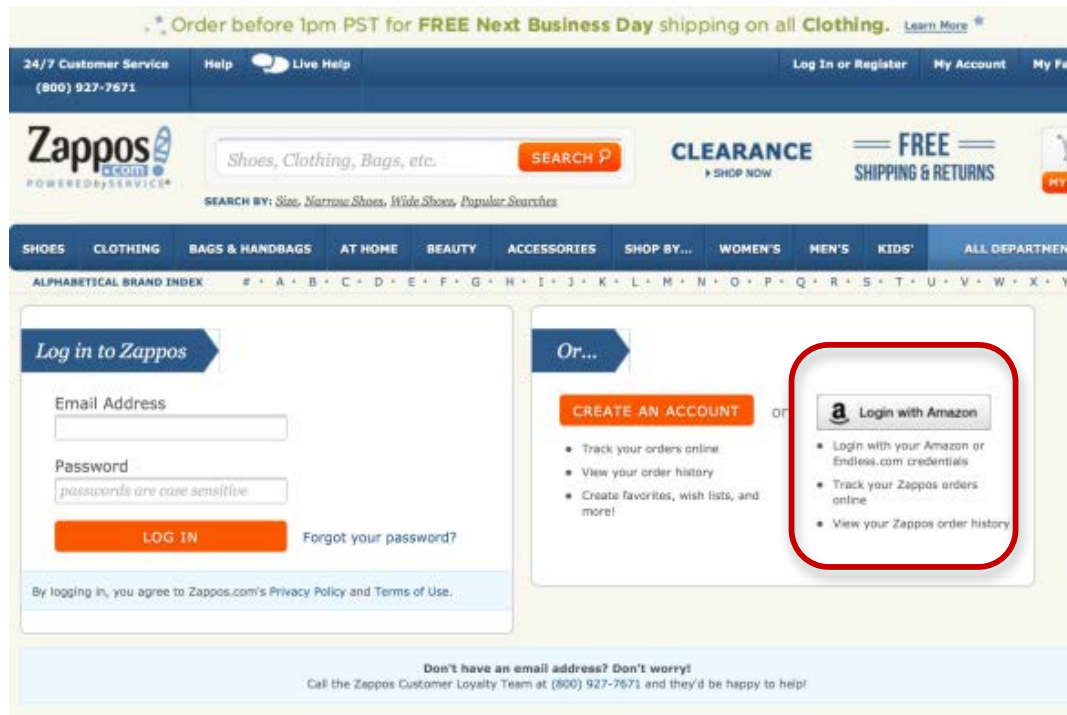 Order before 1pm PST for FREE Next Business Day shipping on all Clothing. Learn More
24/7 Customer Service Help Live Help Log In or Register My Account My
(800) 927-7671
Zappos .com
POWERED by SERVICE
Shoes, Clothing, Bags, etc. SEARCH
CLEARANCE
SHOP NOW
FREE
SHIPPING & RETURNS
MY
SEARCH BY: Size, Narrow Shoes, Wide Shoes, Popular Searches
SHOES CLOTHING BAGS & HANDBAGS AT HOME BEAUTY ACCESSORIES SHOP BY... WOMEN'S MEN'S KIDS' ALL DEPARTMEN
ALPHABETICAL BRAND INDEX # • A • B • C • D • E • F • G • H • I • J • K • L • M • N • O • P • Q • R • S • T • U • V • W • X • Y
Log in to Zappos
Email Address
Password
passwords are case sensitive
LOG IN Forgot your password?
By logging in, you agree to Zappos.com's Privacy Policy and Terms of Use.
Or...
CREATE AN ACCOUNT or
• Track your orders online
• View your order history
• Create favorites, wish lists, and
more!
a Login with Amazon
• Login with your Amazon or
Endless.com credentials
• Track your Zappos orders
online
• View your Zappos order history
Don't have an email address? Don't worry!
Call the Zappos Customer Loyalty Team at (800) 927-7671 and they'd be happy to help!